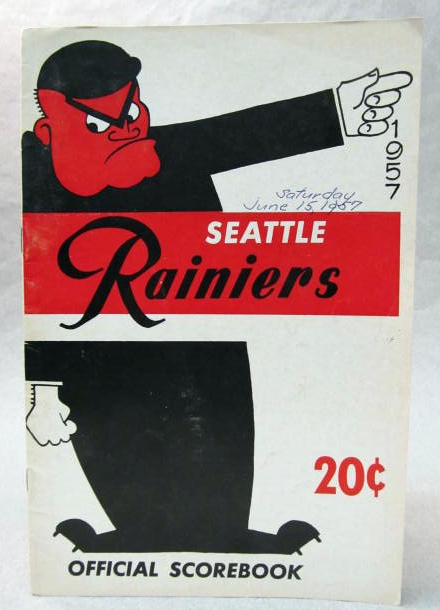 1957
Saturday
June 15, 1957
SEATTLE
Rainiers
20¢
OFFICIAL SCOREBOOK